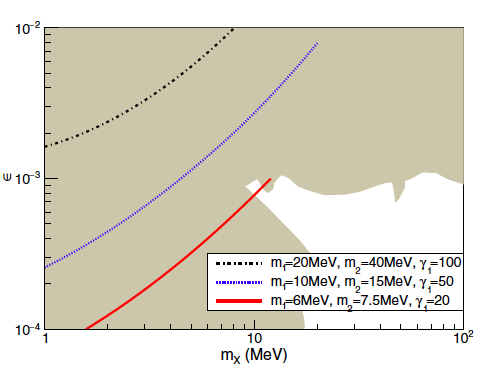 10⁻²
10⁻³
10⁻⁴
ϵ
m₁=20MeV, m₂=40MeV, γ₁=100
m₁=10MeV, m₂=15MeV, γ₁=50
m₁=6MeV, m₂=7.5MeV, γ₁=20
1 10 10²
mₓ (MeV)